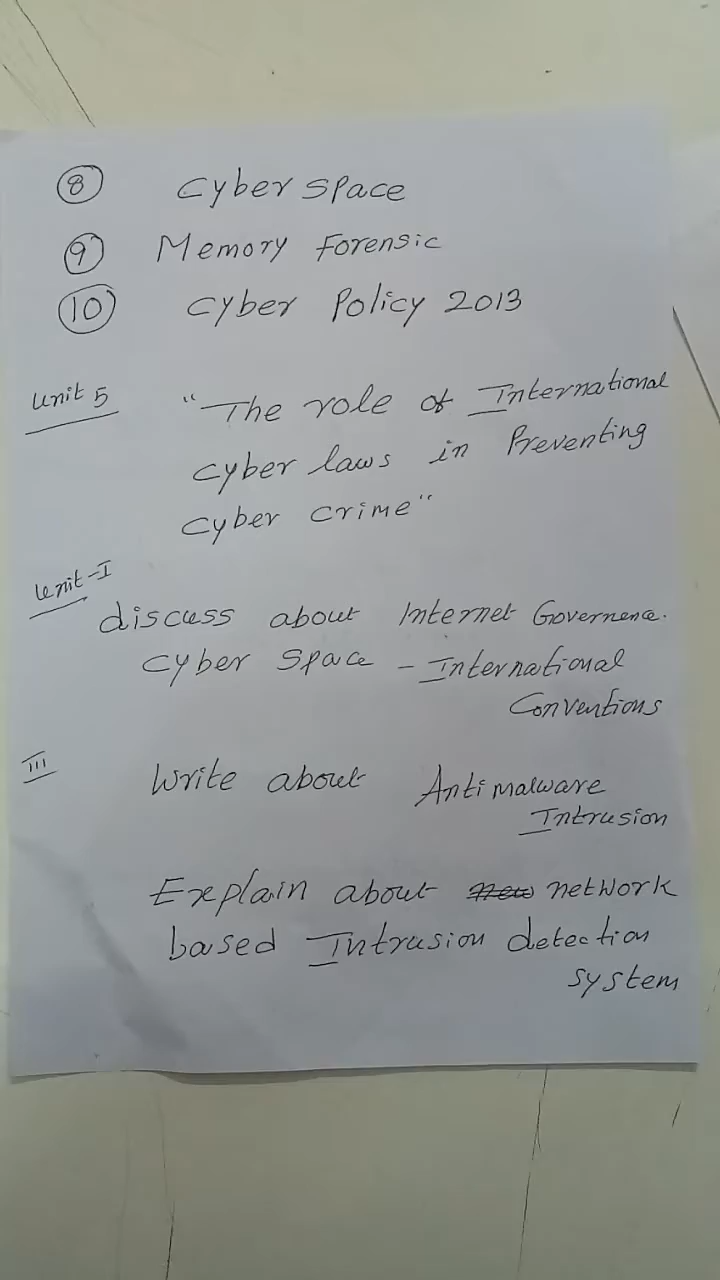 8 Cyber Space
9 Memory Forensic
10 Cyber Policy 2013
Unit 5 "The role of International
cyber laws in Preventing
cyber crime"
Unit-I
discuss about Internet Governence.
Cyber Space - International
Conventions
III Write about Antimalware
Intrusion
Explain about network
based Intrusion detection
system